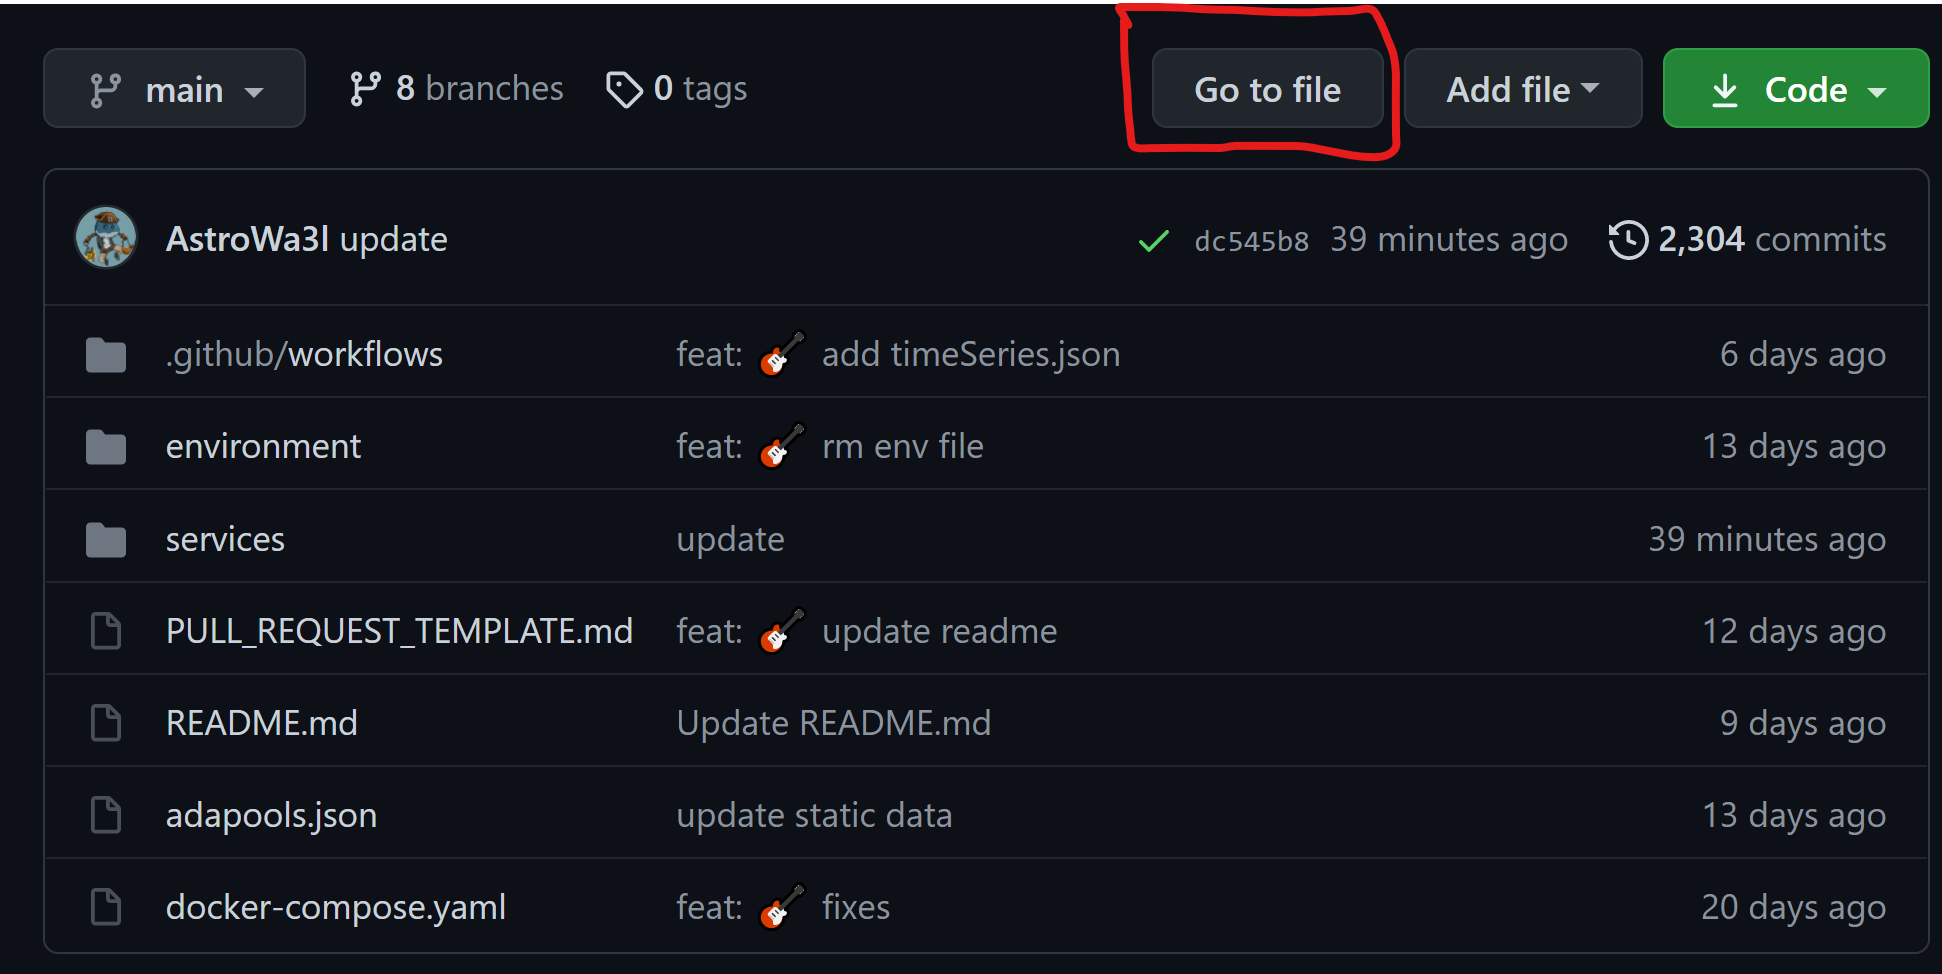 main 8 branches 0 tags Go to file Add file Code
AstroWa3l update dc545b8 39 minutes ago 2,304 commits
.github/workflows feat: 🎸 add timeSeries.json 6 days ago
environment feat: 🎸 rm env file 13 days ago
services update 39 minutes ago
PULL_REQUEST_TEMPLATE.md feat: 🎸 update readme 12 days ago
README.md Update README.md 9 days ago
adapools.json update static data 13 days ago
docker-compose.yaml feat: 🎸 fixes 20 days ago